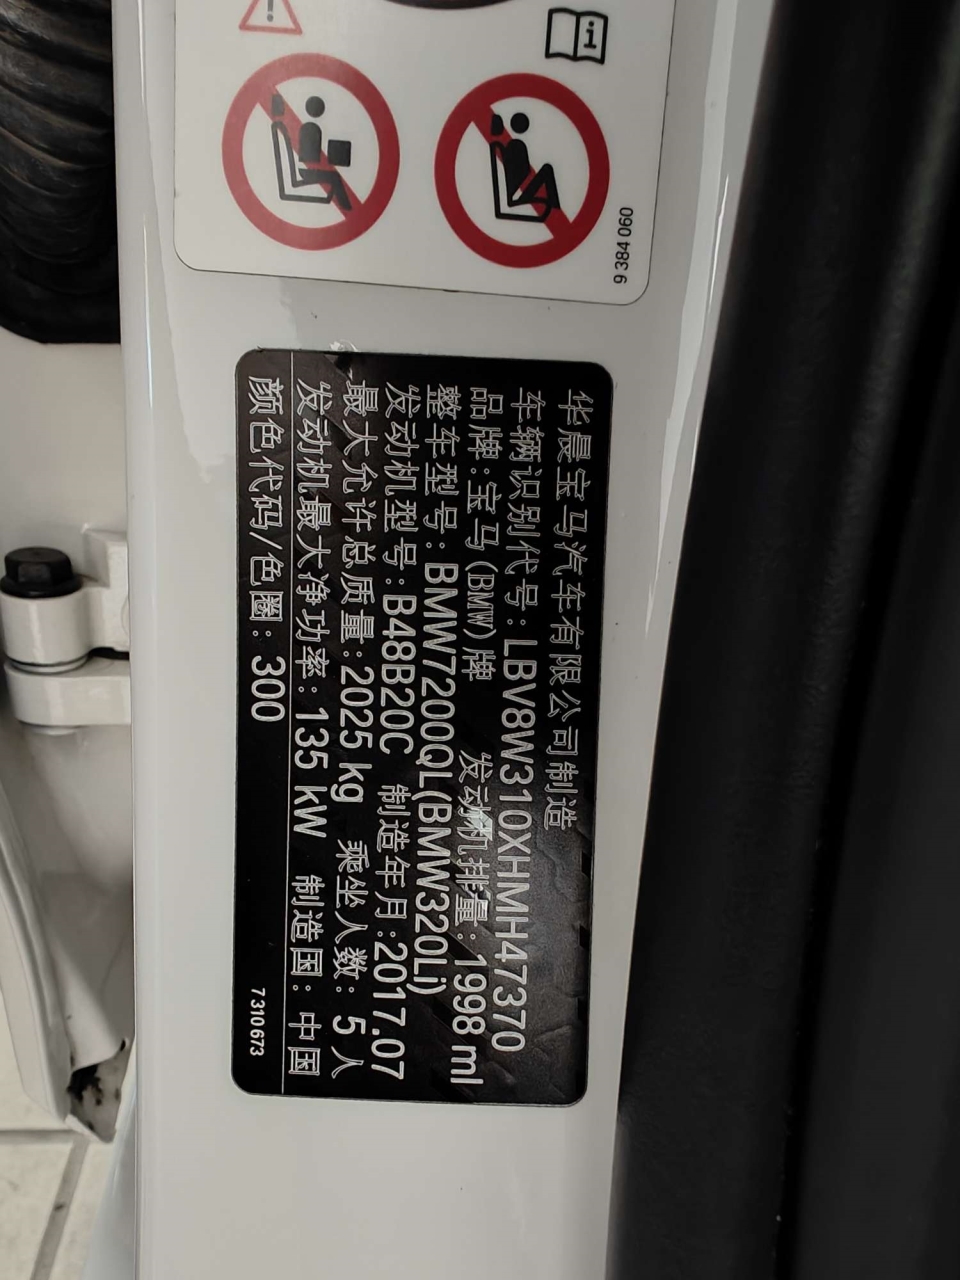 9 384 060
华晨宝马汽车有限公司制造
车辆识别代号: LBV8W310XHMH47370
品牌: 宝马(BMW)牌 发动机排量: 1998 ml
整车型号: BMW7200QL(BMW320Li)
发动机型号: B48B20C 制造年月: 2017.07
最大允许总质量: 2025 kg 乘坐人数: 5 人
发动机最大净功率: 135 kW 制造国: 中国
颜色代码/色圈: 300
7310673